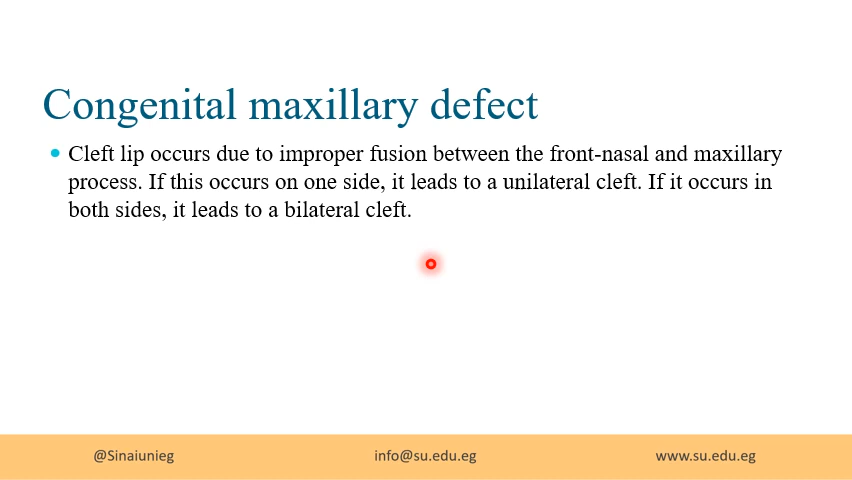 Congenital maxillary defect
Cleft lip occurs due to improper fusion between the front-nasal and maxillary
process. If this occurs on one side, it leads to a unilateral cleft. If it occurs in
both sides, it leads to a bilateral cleft.
@Sinaiunieg info@su.edu.eg www.su.edu.eg